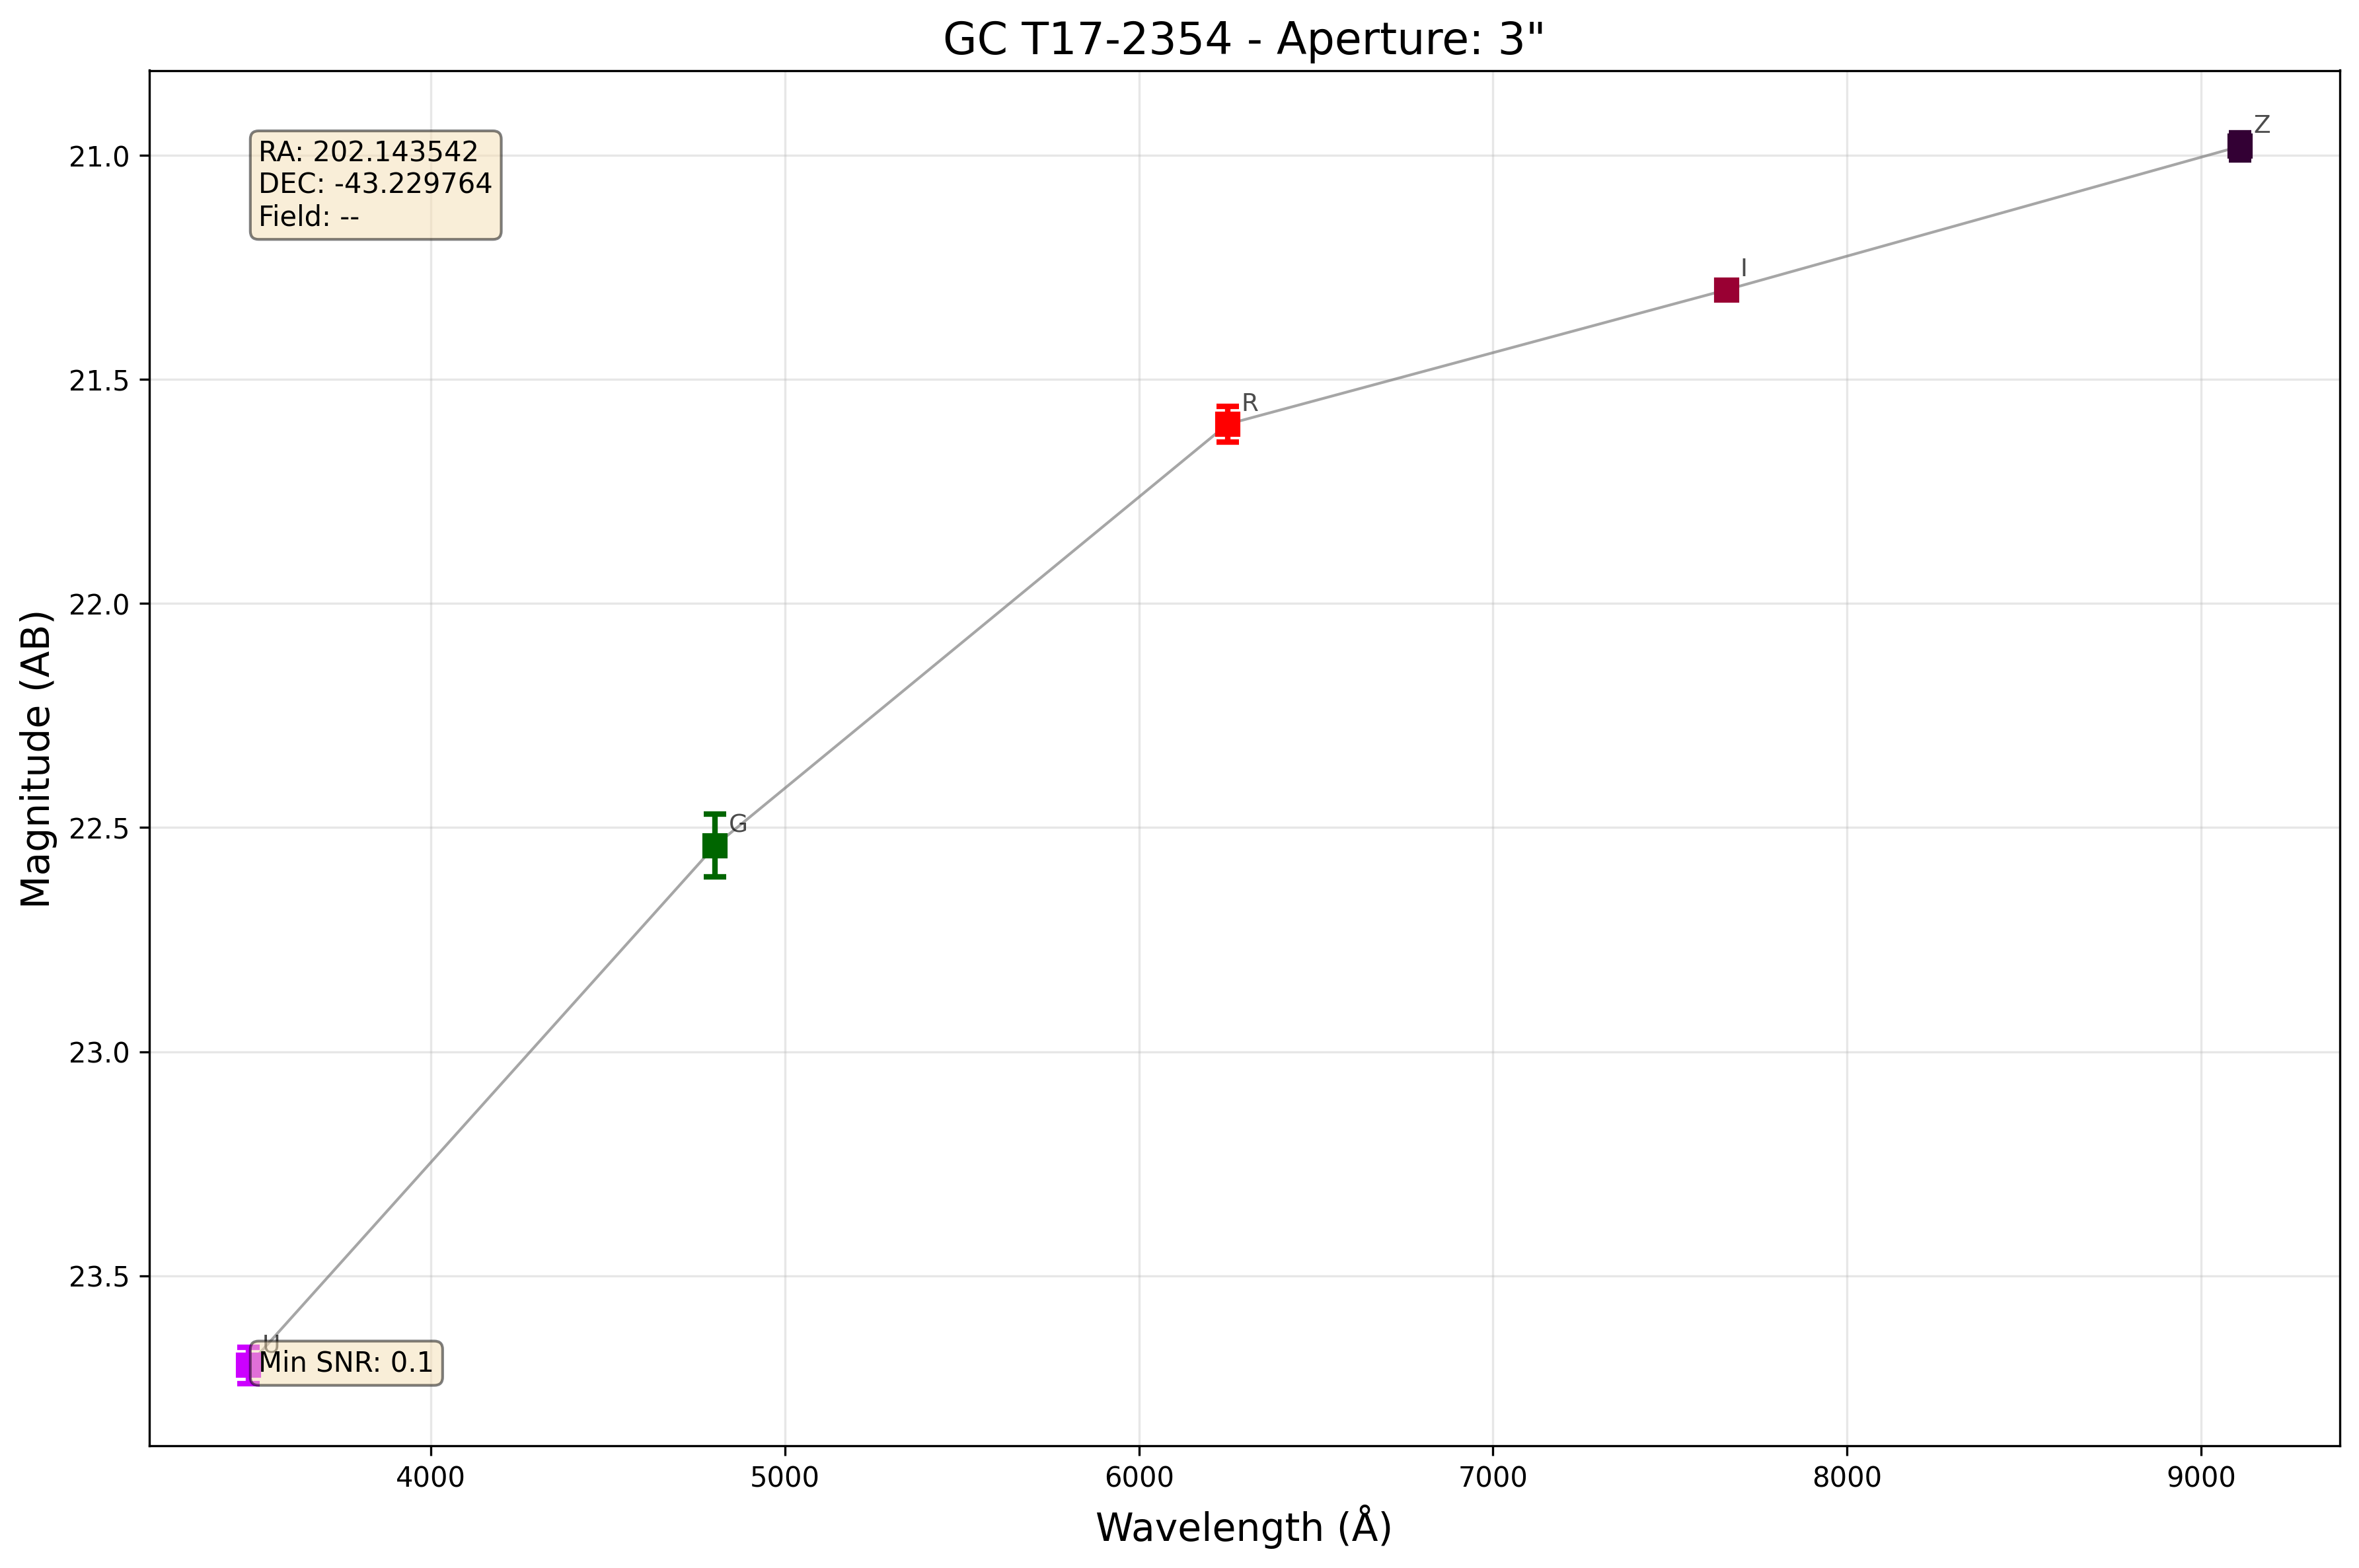 GC T17-2354 - Aperture: 3"
RA: 202.143542
DEC: -43.229764
Field: --
Z
I
R
G
U
Min SNR: 0.1
Magnitude (AB)
21.0
21.5
22.0
22.5
23.0
23.5
4000 5000 6000 7000 8000 9000
Wavelength (Å)